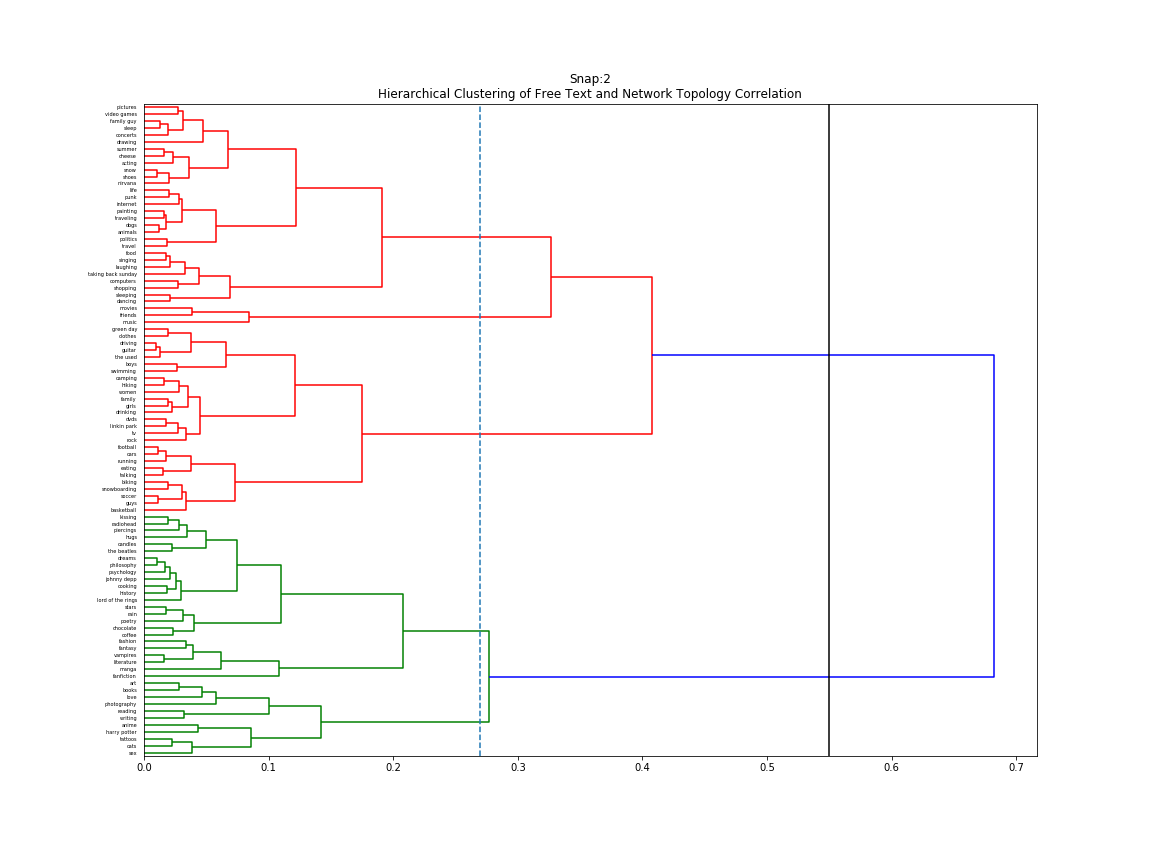 Snap:2
Hierarchical Clustering of Free Text and Network Topology Correlation
pictures
video games
family guy
sleep
concerts
drawing
summer
cheese
acting
snow
shoes
nirvana
life
punk
internet
painting
traveling
dogs
animals
politics
travel
food
singing
laughing
taking back sunday
computers
shopping
sleeping
dancing
movies
friends
music
green day
clothes
driving
guitar
the used
boys
swimming
camping
hiking
women
family
girls
drinking
dvds
linkin park
tv
rock
football
cars
running
eating
talking
biking
snowboarding
soccer
guys
basketball
kissing
radiohead
piercings
hugs
candles
the beatles
dreams
philosophy
psychology
johnny depp
cooking
history
lord of the rings
stars
rain
poetry
chocolate
coffee
fashion
fantasy
vampires
literature
manga
fanfiction
art
books
love
photography
reading
writing
anime
harry potter
tattoos
cats
sex
0.0 0.1 0.2 0.3 0.4 0.5 0.6 0.7